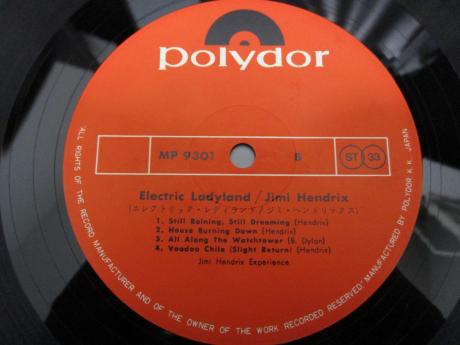 polydor
MP 9301 B ST 33
Electric Ladyland / Jimi Hendrix
(エレクトリック・レディランド/ジミ・ヘンドリックス)
1. Still Raining, Still Dreaming (Hendrix)
2. House Burning Down (Hendrix)
3. All Along The Watchtower (B. Dylan)
4. Voodoo Chile (Slight Return) (Hendrix)
Jimi Hendrix Experience
ALL RIGHTS OF THE RECORD MANUFACTURER AND OF THE OWNER OF THE WORK RECORDED RESERVED MANUFACTURED BY POLYDOR K.K. JAPAN